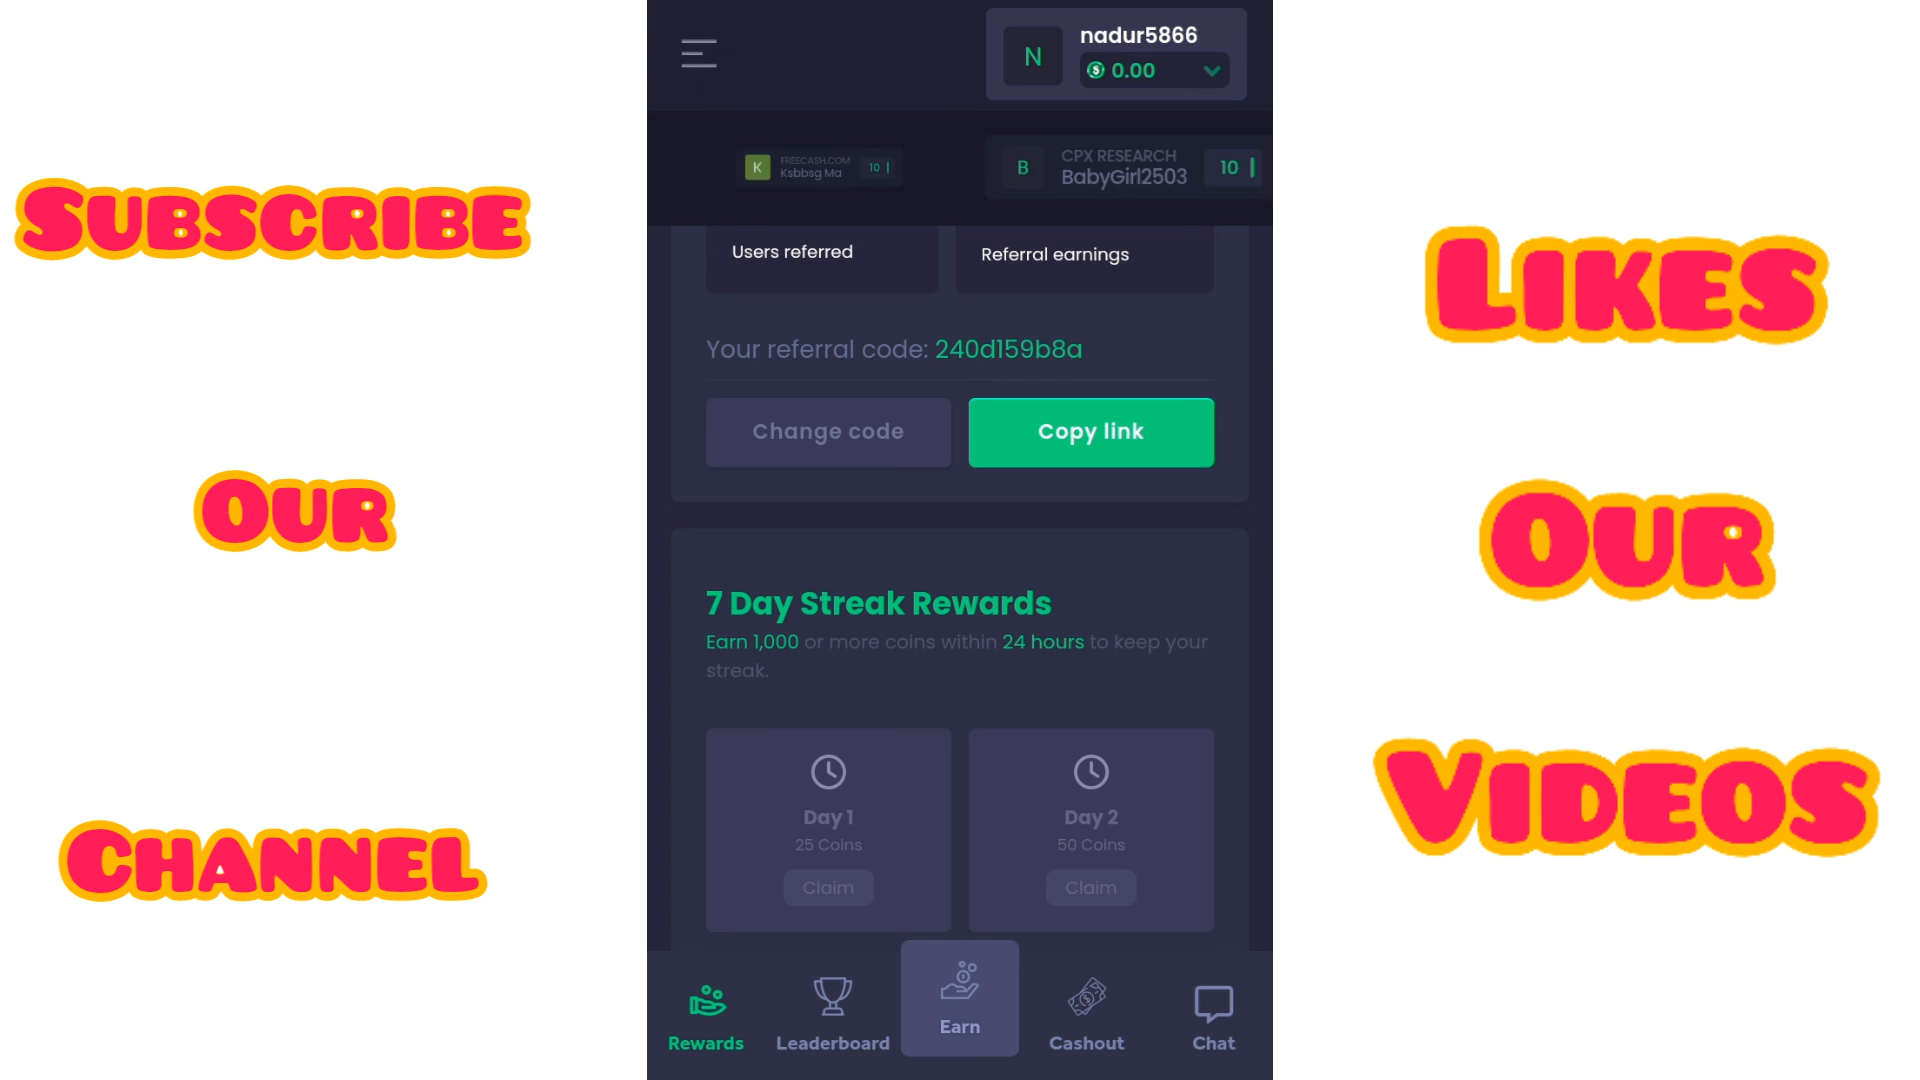 Subscribe
Our
Channel
N
nadur5866
0.00
K
FREECASH.COM
Ksbbsg Ma
10
B
CPX RESEARCH
BabyGirl2503
10
Users referred
Referral earnings
Your referral code: 240d159b8a
Change code
Copy link
7 Day Streak Rewards
Earn 1,000 or more coins within 24 hours to keep your
streak.
Day 1
25 Coins
Claim
Day 2
50 Coins
Claim
Rewards
Leaderboard
Earn
Cashout
Chat
Likes
Our
Videos